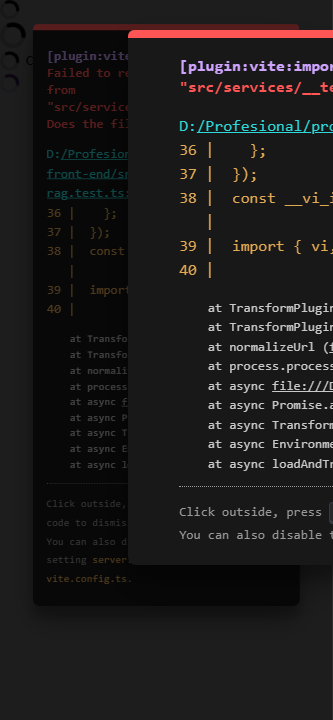 [plugin:vite:impor
"src/services/__te
D:/Profesional/pro
36 |     };
37 |  });
38 |  const __vi_i
   |
39 |  import { vi,
40 |
at TransformPlugin
at TransformPlugin
at normalizeUrl (f
at process.process
at async file:///D
at async Promise.a
at async Transform
at async Environme
at async loadAndTr
Click outside, press
You can also disable t
[plugin:vite:
Failed to re
from
"src/service
Does the fil
D:/Profesion
front-end/sr
rag.test.ts:
36 |    };
37 |  });
38 |  const
   |
39 |  import
40 |
at Transfo
at Transfo
at normali
at process
at async f
at async P
at async T
at async E
at async l
Click outside,
code to dismis
You can also d
setting server.
vite.config.ts.